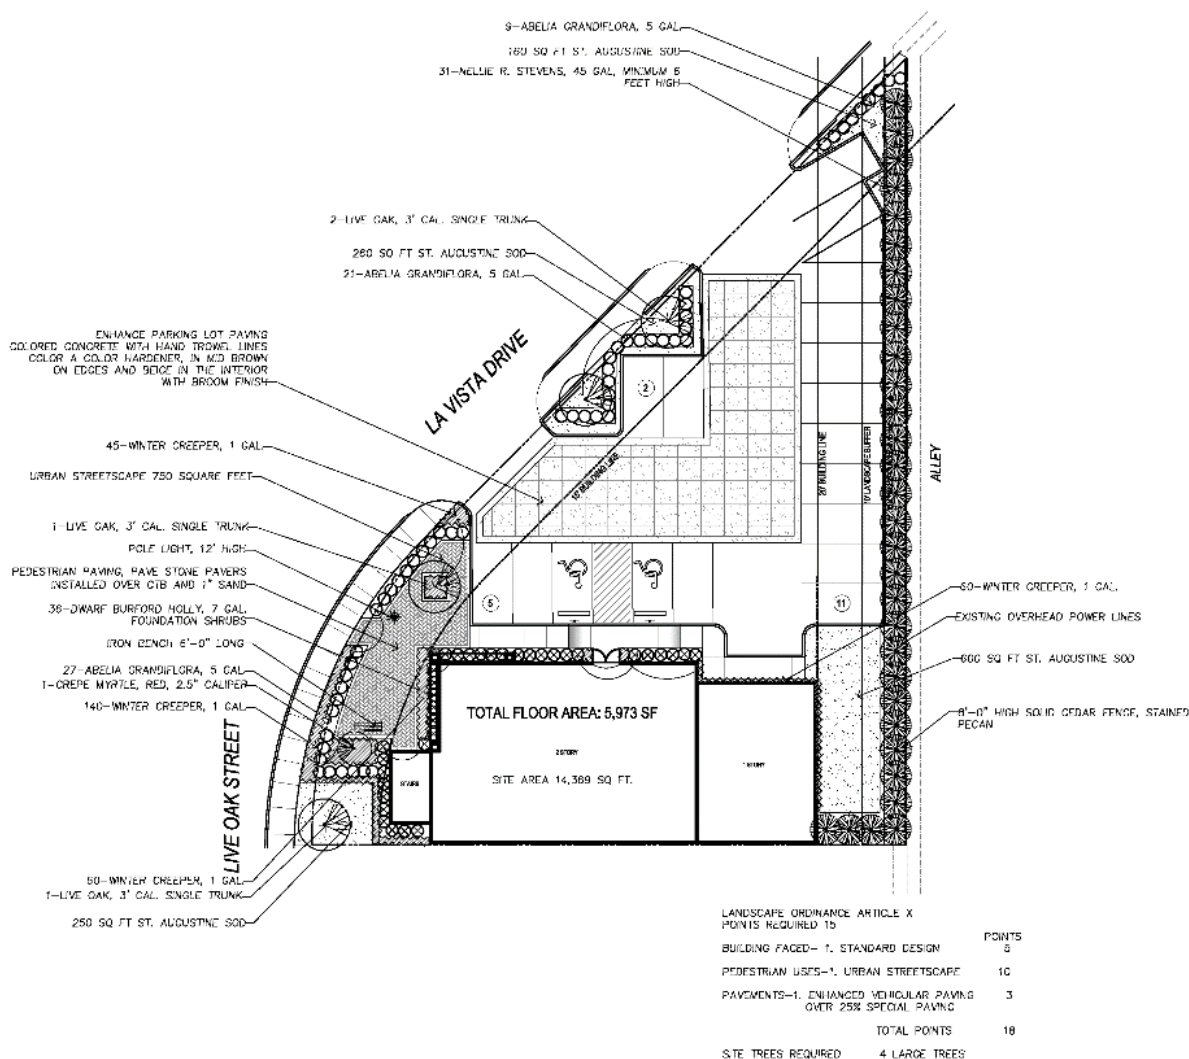 9-ABELIA GRANDIFLORA, 5 GAL
160 SQ FT ST. AUGUSTINE SOD
31-NELLIE R. STEVENS, 45 GAL, MINIMUM 6
FEET HIGH
2-LIVE OAK, 3" CAL. SINGLE TRUNK
260 SQ FT ST. AUGUSTINE SOD
21-ABELIA GRANDIFLORA, 5 GAL
ENHANCE PARKING LOT PAVING
COLORED CONCRETE WITH HAND TROWEL LINES
COLOR A COLOR HARDENER, IN MID BROWN
ON EDGES AND BEIGE IN THE INTERIOR
WITH BROOM FINISH
LA VISTA DRIVE
2
15' BUILDING LINE
20' BUILDING LINE
10' LANDSCAPE BUFFER
ALLEY
45-WINTER CREEPER, 1 GAL
URBAN STREETSCAPE 750 SQUARE FEET
1-LIVE OAK, 3" CAL. SINGLE TRUNK
POLE LIGHT, 12' HIGH
PEDESTRIAN PAVING, PAVE STONE PAVERS
INSTALLED OVER CTB AND 1" SAND
36-DWARF BURFORD HOLLY, 7 GAL.
FOUNDATION SHRUBS
IRON BENCH 6'-0" LONG
27-ABELIA GRANDIFLORA, 5 GAL
1-CREPE MYRTLE, RED, 2.5" CALIPER
140-WINTER CREEPER, 1 GAL
5
11
WINTER CREEPER, 1 GAL.
EXISTING OVERHEAD POWER LINES
600 SQ FT ST. AUGUSTINE SOD
8'-0" HIGH SOLID CEDAR FENCE, STAINED
PECAN
TOTAL FLOOR AREA: 5,973 SF
2 STORY
SITE AREA 14,369 SQ FT.
STAIRS
1 STORY
LIVE OAK STREET
WINTER CREEPER, 1 GAL
1-LIVE OAK, 3" CAL. SINGLE TRUNK
250 SQ FT ST. AUGUSTINE SOD
LANDSCAPE ORDINANCE ARTICLE X
POINTS REQUIRED 15
POINTS
BUILDING FACED- 1. STANDARD DESIGN 5
PEDESTRIAN USES-1. URBAN STREETSCAPE 10
PAVEMENTS-1. ENHANCED VEHICULAR PAVING 3
OVER 25% SPECIAL PAVING
TOTAL POINTS 18
SITE TREES REQUIRED 4 LARGE TREES